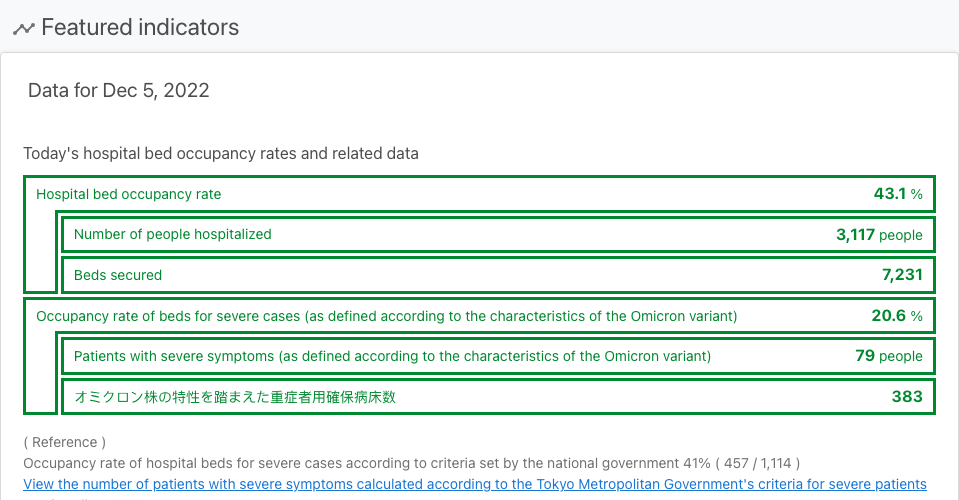 Featured indicators
Data for Dec 5, 2022
Today's hospital bed occupancy rates and related data
Hospital bed occupancy rate 43.1 %
Number of people hospitalized 3,117 people
Beds secured 7,231
Occupancy rate of beds for severe cases (as defined according to the characteristics of the Omicron variant) 20.6 %
Patients with severe symptoms (as defined according to the characteristics of the Omicron variant) 79 people
オミクロン株の特性を踏まえた重症者用確保病床数 383
( Reference )
Occupancy rate of hospital beds for severe cases according to criteria set by the national government 41% ( 457 / 1,114 )
View the number of patients with severe symptoms calculated according to the Tokyo Metropolitan Government's criteria for severe patients